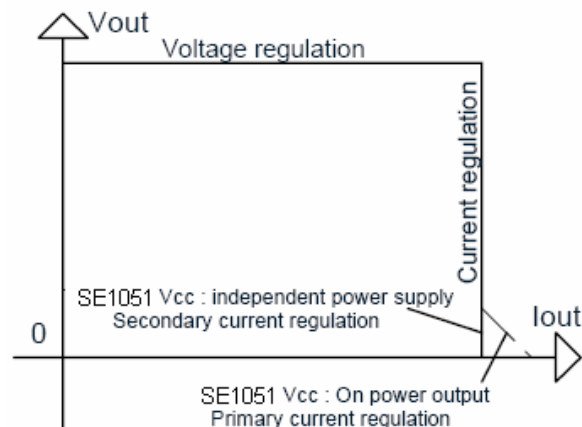 Vout
Voltage regulation
Current regulation
SE1051 Vcc : independent power supply
Secondary current regulation
0
Iout
SE1051 Vcc : On power output
Primary current regulation